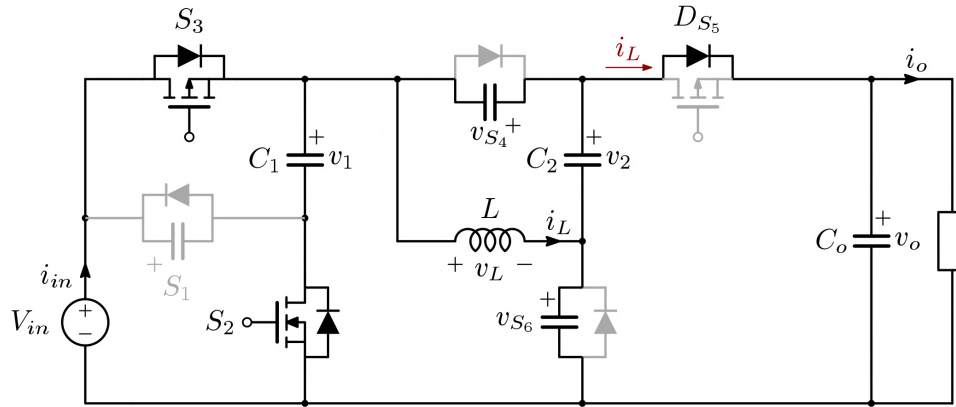 S3
DS5
iL
io
vS4
+
C1
+
v1
C2
+
v2
L
iL
+ vL −
Co
+
vo
iin
+
S1
Vin
+
−
S2
+
vS6